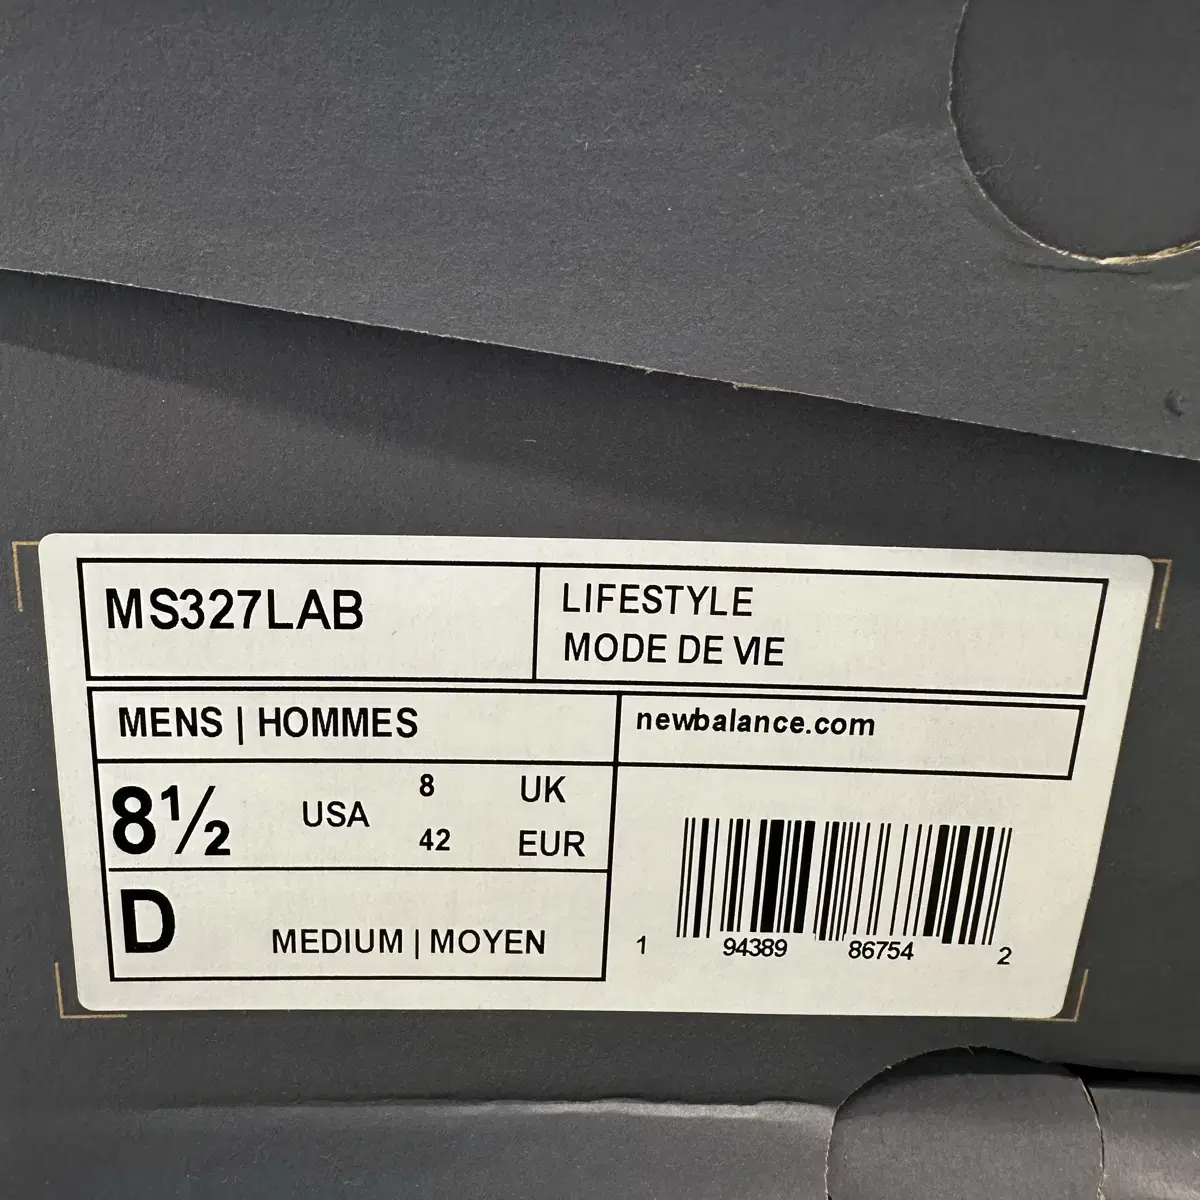 MS327LAB
LIFESTYLE
MODE DE VIE
MENS | HOMMES
newbalance.com
8½ USA 8 UK
42 EUR
D MEDIUM | MOYEN
1 94389 86754 2